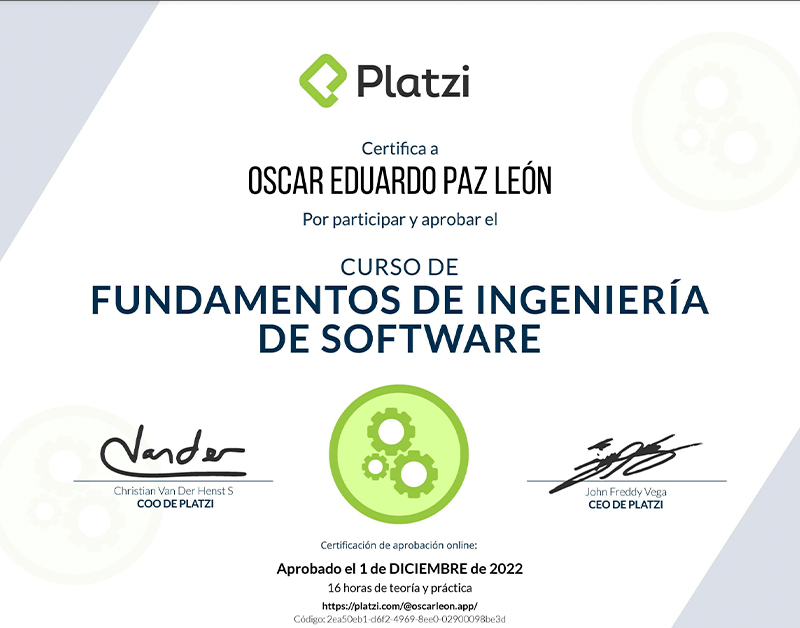 Platzi
Certifica a
OSCAR EDUARDO PAZ LEÓN
Por participar y aprobar el
CURSO DE
FUNDAMENTOS DE INGENIERÍA
DE SOFTWARE
Vander
Christian Van Der Henst S
COO DE PLATZI
John Freddy Vega
CEO DE PLATZI
Certificación de aprobación online:
Aprobado el 1 de DICIEMBRE de 2022
16 horas de teoría y práctica
https://platzi.com/@oscarleon.app/
Código: 2ea50eb1-d6f2-4969-8ee0-02900098be3d